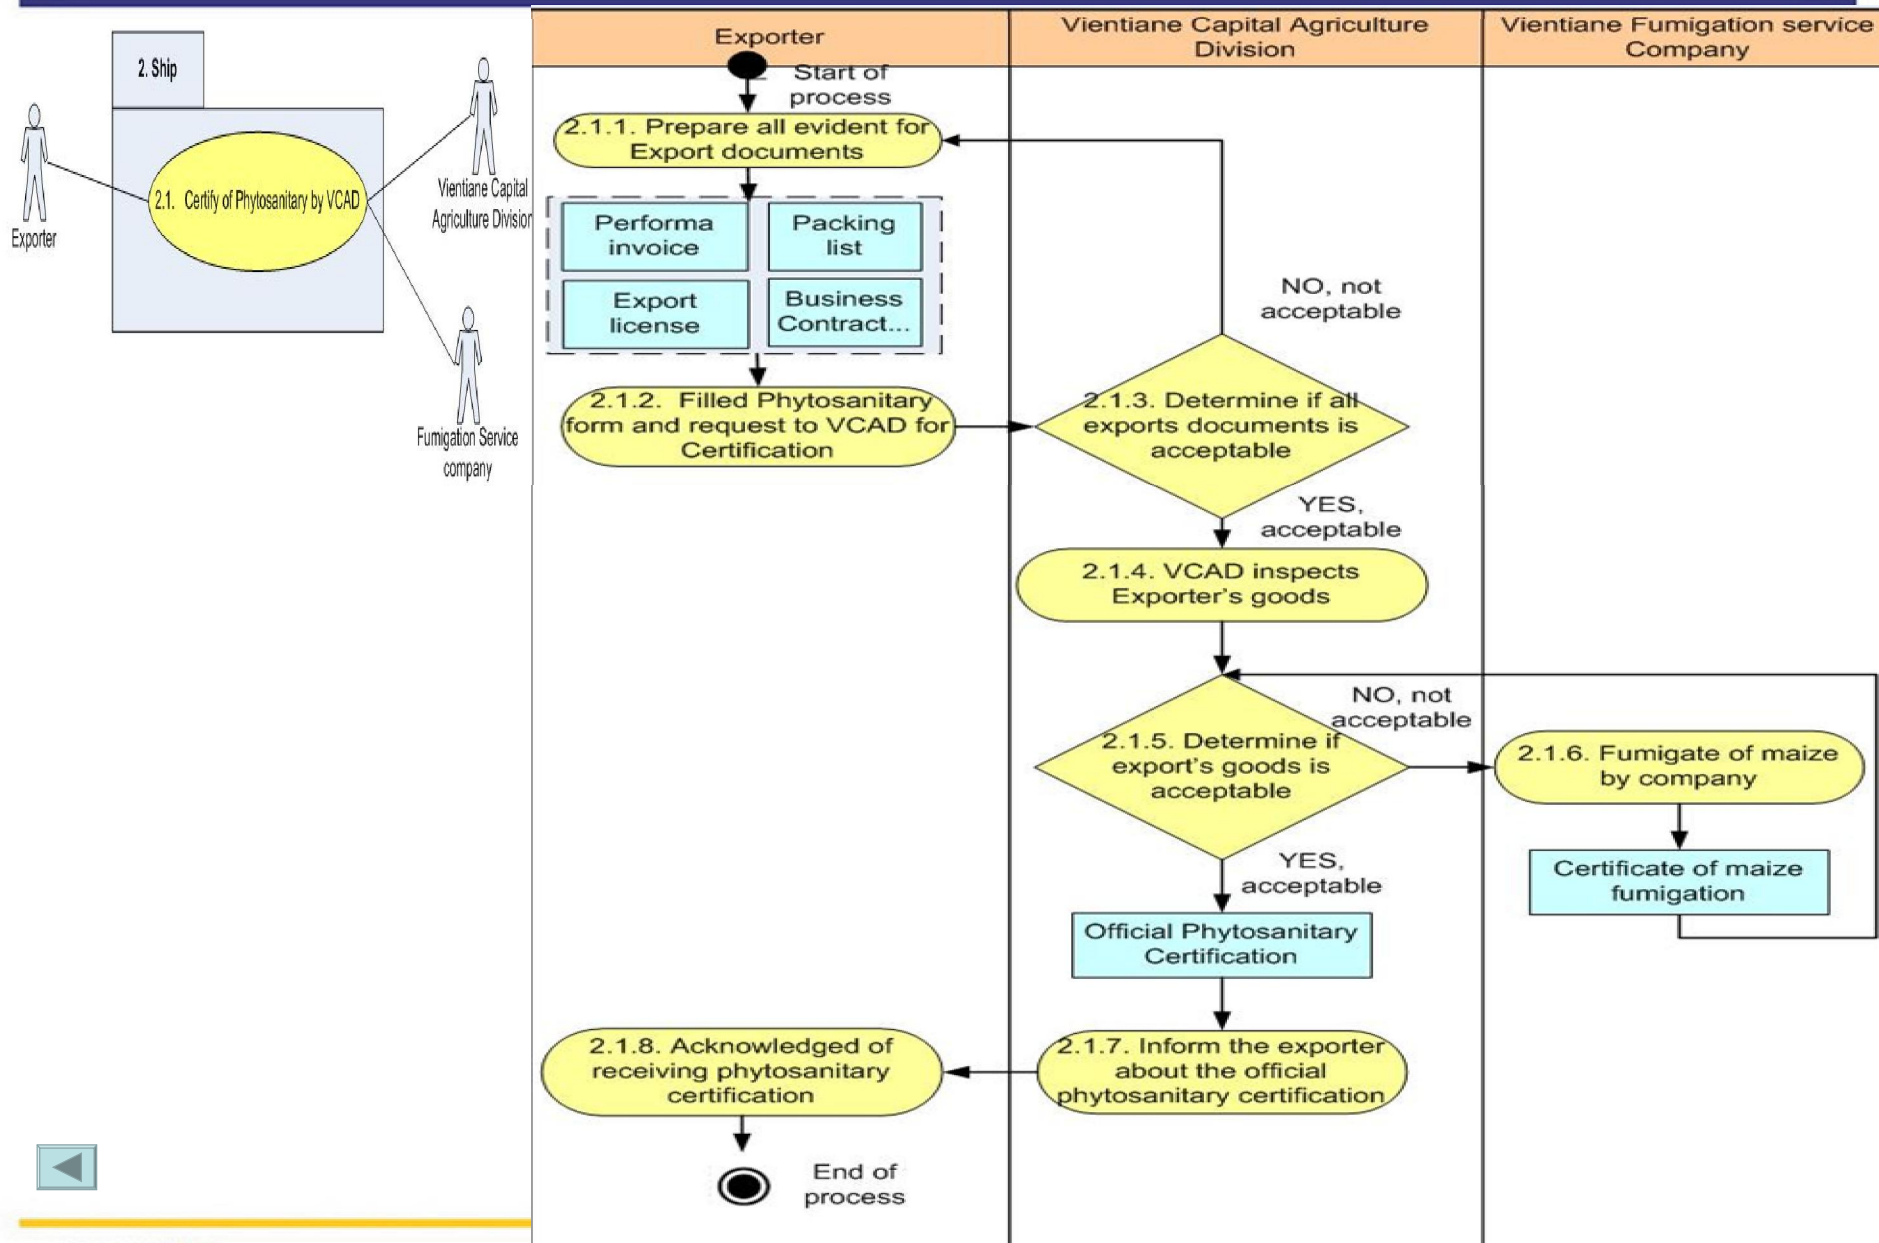 2. Ship
Exporter
2.1. Certify of Phytosanitary by VCAD
Vientiane Capital
Agriculture Division
Fumigation Service
company
Exporter
Vientiane Capital Agriculture
Division
Vientiane Fumigation service
Company
Start of
process
2.1.1. Prepare all evident for
Export documents
Performa
invoice
Packing
list
Export
license
Business
Contract...
2.1.2. Filled Phytosanitary
form and request to VCAD for
Certification
NO, not
acceptable
2.1.3. Determine if all
exports documents is
acceptable
YES,
acceptable
2.1.4. VCAD inspects
Exporter's goods
NO, not
acceptable
2.1.5. Determine if
export's goods is
acceptable
2.1.6. Fumigate of maize
by company
Certificate of maize
fumigation
YES,
acceptable
Official Phytosanitary
Certification
2.1.7. Inform the exporter
about the official
phytosanitary certification
2.1.8. Acknowledged of
receiving phytosanitary
certification
End of
process